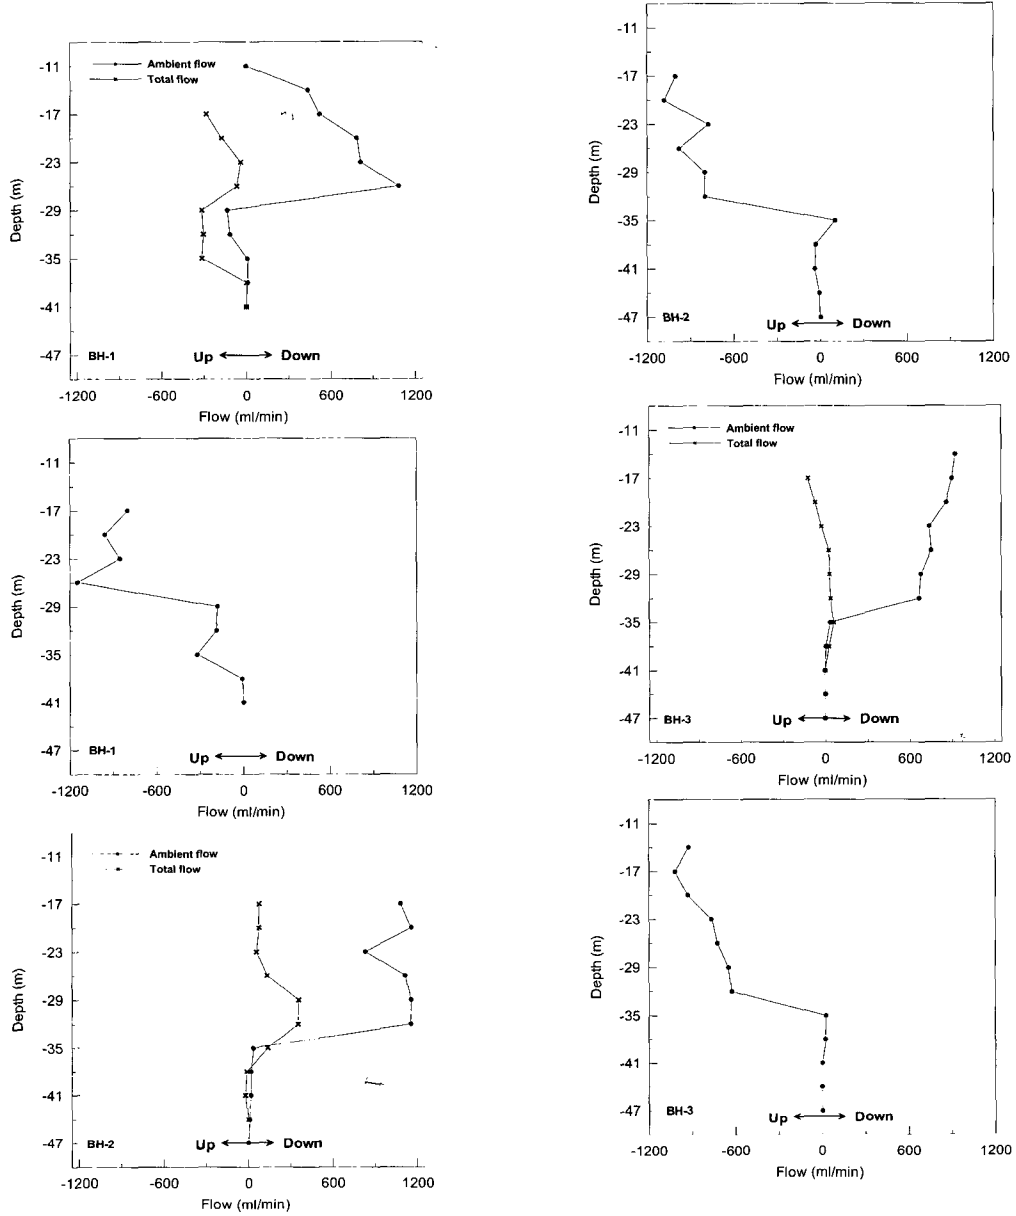 Ambient flow
Total flow
-11
-17
-23
-29
-35
-41
-47
Depth (m)
BH-1
Up
Down
-1200
-600
0
600
1200
Flow (ml/min)
-11
-17
-23
-29
-35
-41
-47
Depth (m)
BH-1
Up
Down
-1200
-600
0
600
1200
Flow (ml/min)
Ambient flow
Total flow
-11
-17
-23
-29
-35
-41
-47
Depth (m)
BH-2
Up
Down
-1200
-600
0
600
1200
Flow (ml/min)
-11
-17
-23
-29
-35
-41
-47
Depth (m)
BH-2
Up
Down
-1200
-600
0
600
1200
Flow (ml/min)
Ambient flow
Total flow
-11
-17
-23
-29
-35
-41
-47
Depth (m)
BH-3
Up
Down
-1200
-600
0
600
1200
Flow (ml/min)
-11
-17
-23
-29
-35
-41
-47
Depth (m)
BH-3
Up
Down
-1200
-600
0
600
1200
Flow (ml/min)